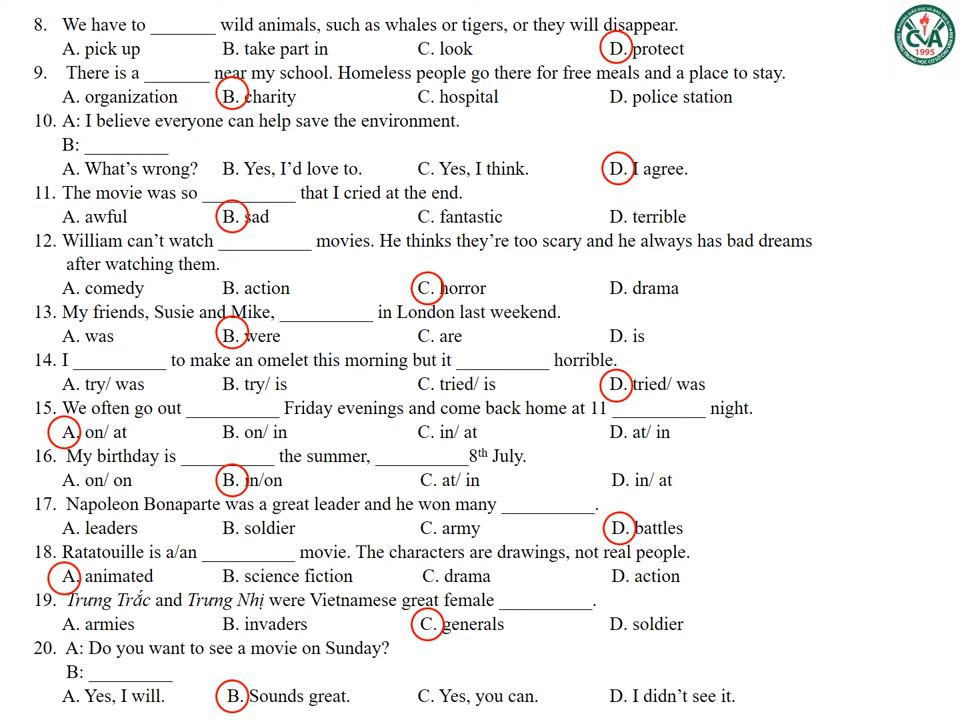 8. We have to _______ wild animals, such as whales or tigers, or they will disappear.
A. pick up B. take part in C. look D. protect
9. There is a _______ near my school. Homeless people go there for free meals and a place to stay.
A. organization B. charity C. hospital D. police station
10. A: I believe everyone can help save the environment.
B: _________
A. What's wrong? B. Yes, I'd love to. C. Yes, I think. D. I agree.
11. The movie was so __________ that I cried at the end.
A. awful B. sad C. fantastic D. terrible
12. William can't watch __________ movies. He thinks they're too scary and he always has bad dreams
after watching them.
A. comedy B. action C. horror D. drama
13. My friends, Susie and Mike, __________ in London last weekend.
A. was B. were C. are D. is
14. I __________ to make an omelet this morning but it __________ horrible.
A. try/ was B. try/ is C. tried/ is D. tried/ was
15. We often go out __________ Friday evenings and come back home at 11 __________ night.
A. on/ at B. on/ in C. in/ at D. at/ in
16. My birthday is __________ the summer, __________8th July.
A. on/ on B. in/on C. at/ in D. in/ at
17. Napoleon Bonaparte was a great leader and he won many __________.
A. leaders B. soldier C. army D. battles
18. Ratatouille is a/an __________ movie. The characters are drawings, not real people.
A. animated B. science fiction C. drama D. action
19. Trưng Trắc and Trưng Nhị were Vietnamese great female __________.
A. armies B. invaders C. generals D. soldier
20. A: Do you want to see a movie on Sunday?
B: _________
A. Yes, I will. B. Sounds great. C. Yes, you can. D. I didn't see it.
CVA
1995